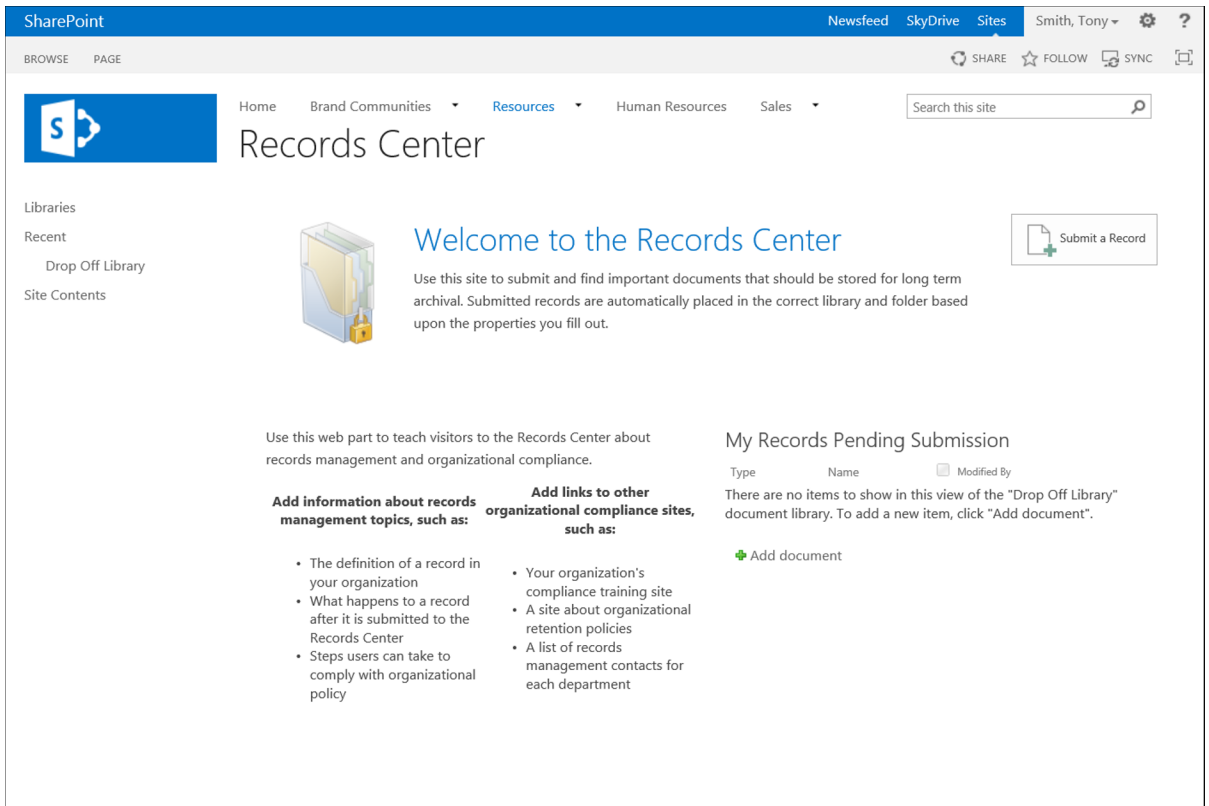 SharePoint
Newsfeed SkyDrive Sites Smith, Tony ?
BROWSE PAGE
SHARE FOLLOW SYNC
S
Home Brand Communities Resources Human Resources Sales
Search this site
Records Center
Libraries
Recent
Drop Off Library
Site Contents
Welcome to the Records Center
Use this site to submit and find important documents that should be stored for long term
archival. Submitted records are automatically placed in the correct library and folder based
upon the properties you fill out.
Submit a Record
Use this web part to teach visitors to the Records Center about
records management and organizational compliance.
Add information about records
management topics, such as:
• The definition of a record in
your organization
• What happens to a record
after it is submitted to the
Records Center
• Steps users can take to
comply with organizational
policy
Add links to other
organizational compliance sites,
such as:
• Your organization's
compliance training site
• A site about organizational
retention policies
• A list of records
management contacts for
each department
My Records Pending Submission
Type Name Modified By
There are no items to show in this view of the "Drop Off Library"
document library. To add a new item, click "Add document".
Add document